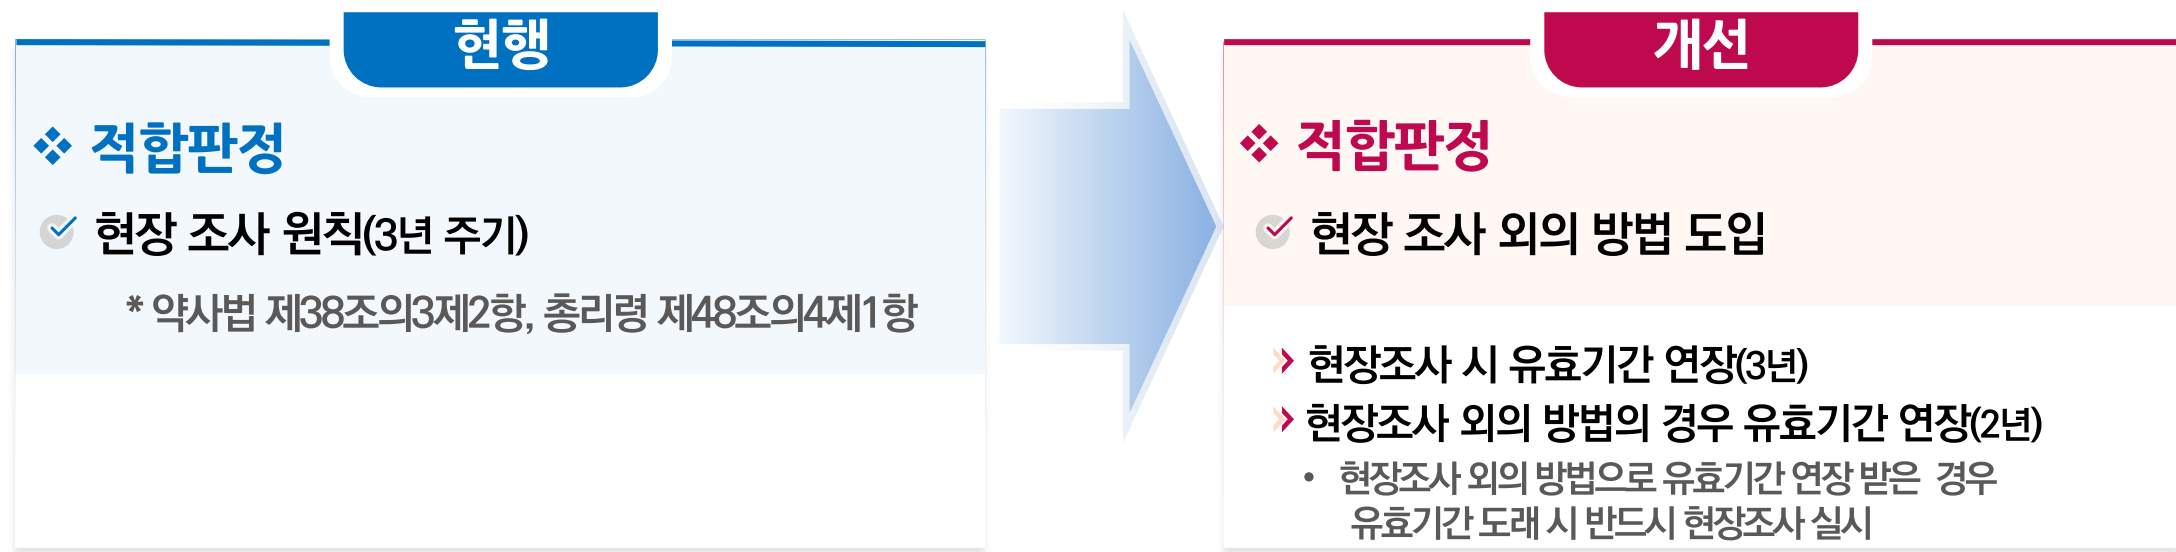 현행
❖ 적합판정
현장 조사 원칙(3년 주기)
* 약사법 제38조의3제2항, 총리령 제48조의4제1항
개선
❖ 적합판정
현장 조사 외의 방법 도입
현장조사 시 유효기간 연장(3년)
현장조사 외의 방법의 경우 유효기간 연장(2년)
• 현장조사 외의 방법으로 유효기간 연장 받은 경우
유효기간 도래 시 반드시 현장조사 실시